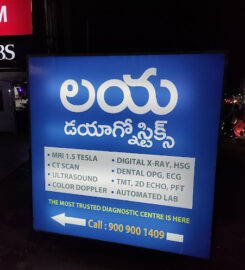 M
BS
లయ
డయాగ్నోస్టిక్స్
• MRI 1.5 TESLA
• CT SCAN
• ULTRASOUND
• COLOR DOPPLER
• DIGITAL X-RAY, HSG
• DENTAL OPG, ECG
• TMT, 2D ECHO, PFT
• AUTOMATED LAB
THE MOST TRUSTED DIAGNOSTIC CENTRE IS HERE
Call : 900 900 1409